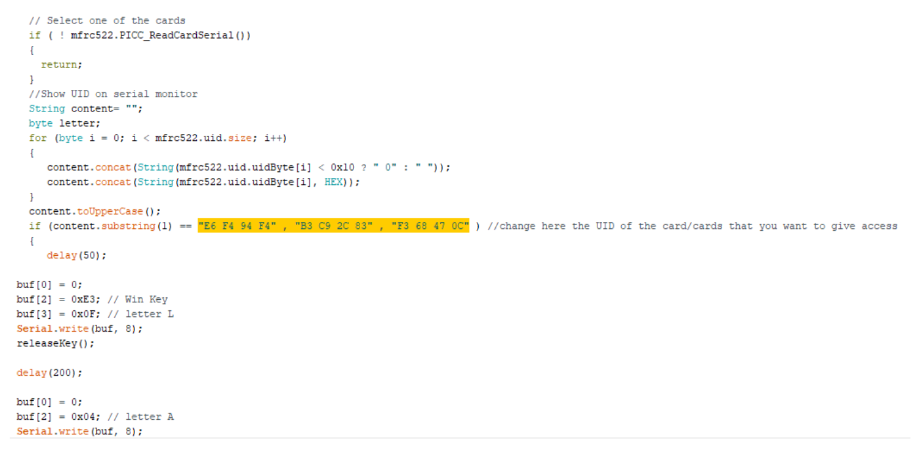 // Select one of the cards
if ( ! mfrc522.PICC_ReadCardSerial())
{
return;
}
//Show UID on serial monitor
String content= "";
byte letter;
for (byte i = 0; i < mfrc522.uid.size; i++)
{
content.concat(String(mfrc522.uid.uidByte[i] < 0x10 ? " 0" : " "));
content.concat(String(mfrc522.uid.uidByte[i], HEX));
}
content.toUpperCase();
if (content.substring(1) == "E6 F4 94 F4" , "B3 C9 2C 83" , "F3 68 47 0C" ) //change here the UID of the card/cards that you want to give access
{
delay(50);
buf[0] = 0;
buf[2] = 0xE3; // Win Key
buf[3] = 0x0F; // letter L
Serial.write(buf, 8);
releaseKey();
delay(200);
buf[0] = 0;
buf[2] = 0x04; // letter A
Serial.write(buf, 8);